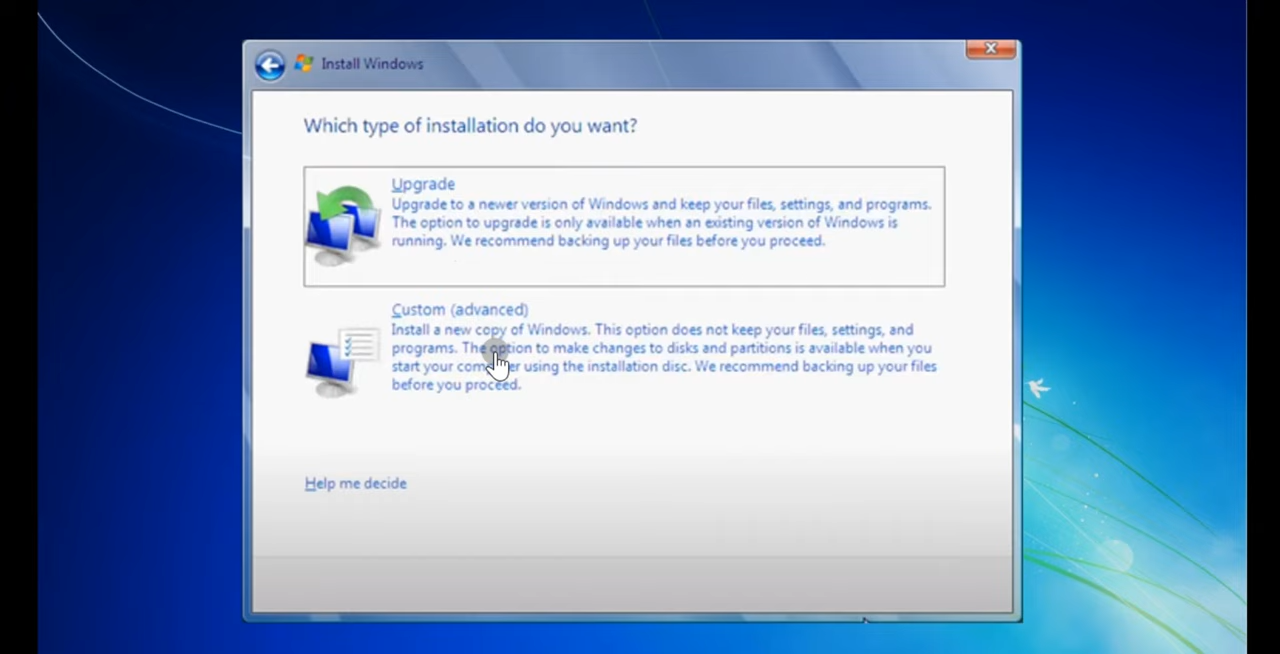 Install Windows
Which type of installation do you want?
Upgrade
Upgrade to a newer version of Windows and keep your files, settings, and programs.
The option to upgrade is only available when an existing version of Windows is
running. We recommend backing up your files before you proceed.
Custom (advanced)
Install a new copy of Windows. This option does not keep your files, settings, and
programs. The option to make changes to disks and partitions is available when you
start your computer using the installation disc. We recommend backing up your files
before you proceed.
Help me decide